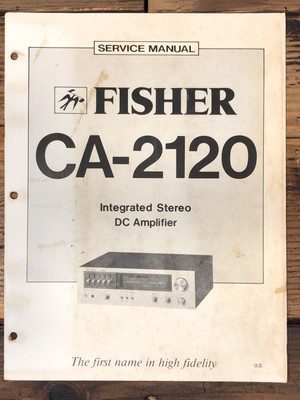 SERVICE MANUAL
FISHER
CA-2120
Integrated Stereo
DC Amplifier
The first name in high fidelity